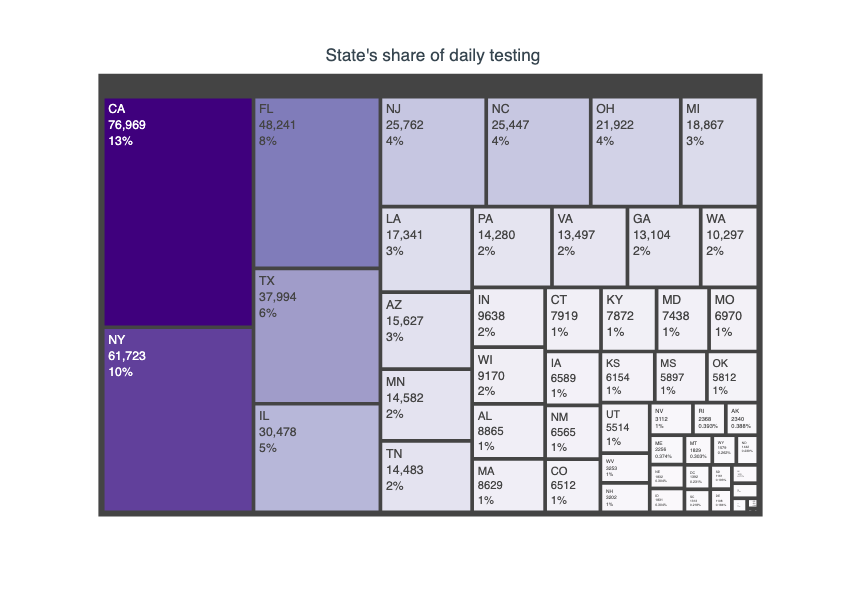 State's share of daily testing
CA
76,969
13%
NY
61,723
10%
FL
48,241
8%
TX
37,994
6%
IL
30,478
5%
NJ
25,762
4%
NC
25,447
4%
OH
21,922
4%
MI
18,867
3%
LA
17,341
3%
AZ
15,627
3%
MN
14,582
2%
TN
14,483
2%
PA
14,280
2%
VA
13,497
2%
GA
13,104
2%
WA
10,297
2%
IN
9638
2%
WI
9170
2%
AL
8865
1%
MA
8629
1%
CT
7919
1%
KY
7872
1%
MD
7438
1%
MO
6970
1%
IA
6589
1%
NM
6565
1%
CO
6512
1%
KS
6154
1%
MS
5897
1%
OK
5812
1%
UT
5514
1%
WV
3253
1%
NH
3202
1%
NV
3112
1%
RI
2368
0.393%
AK
2340
0.388%
ME
2256
0.374%
MT
1829
0.303%